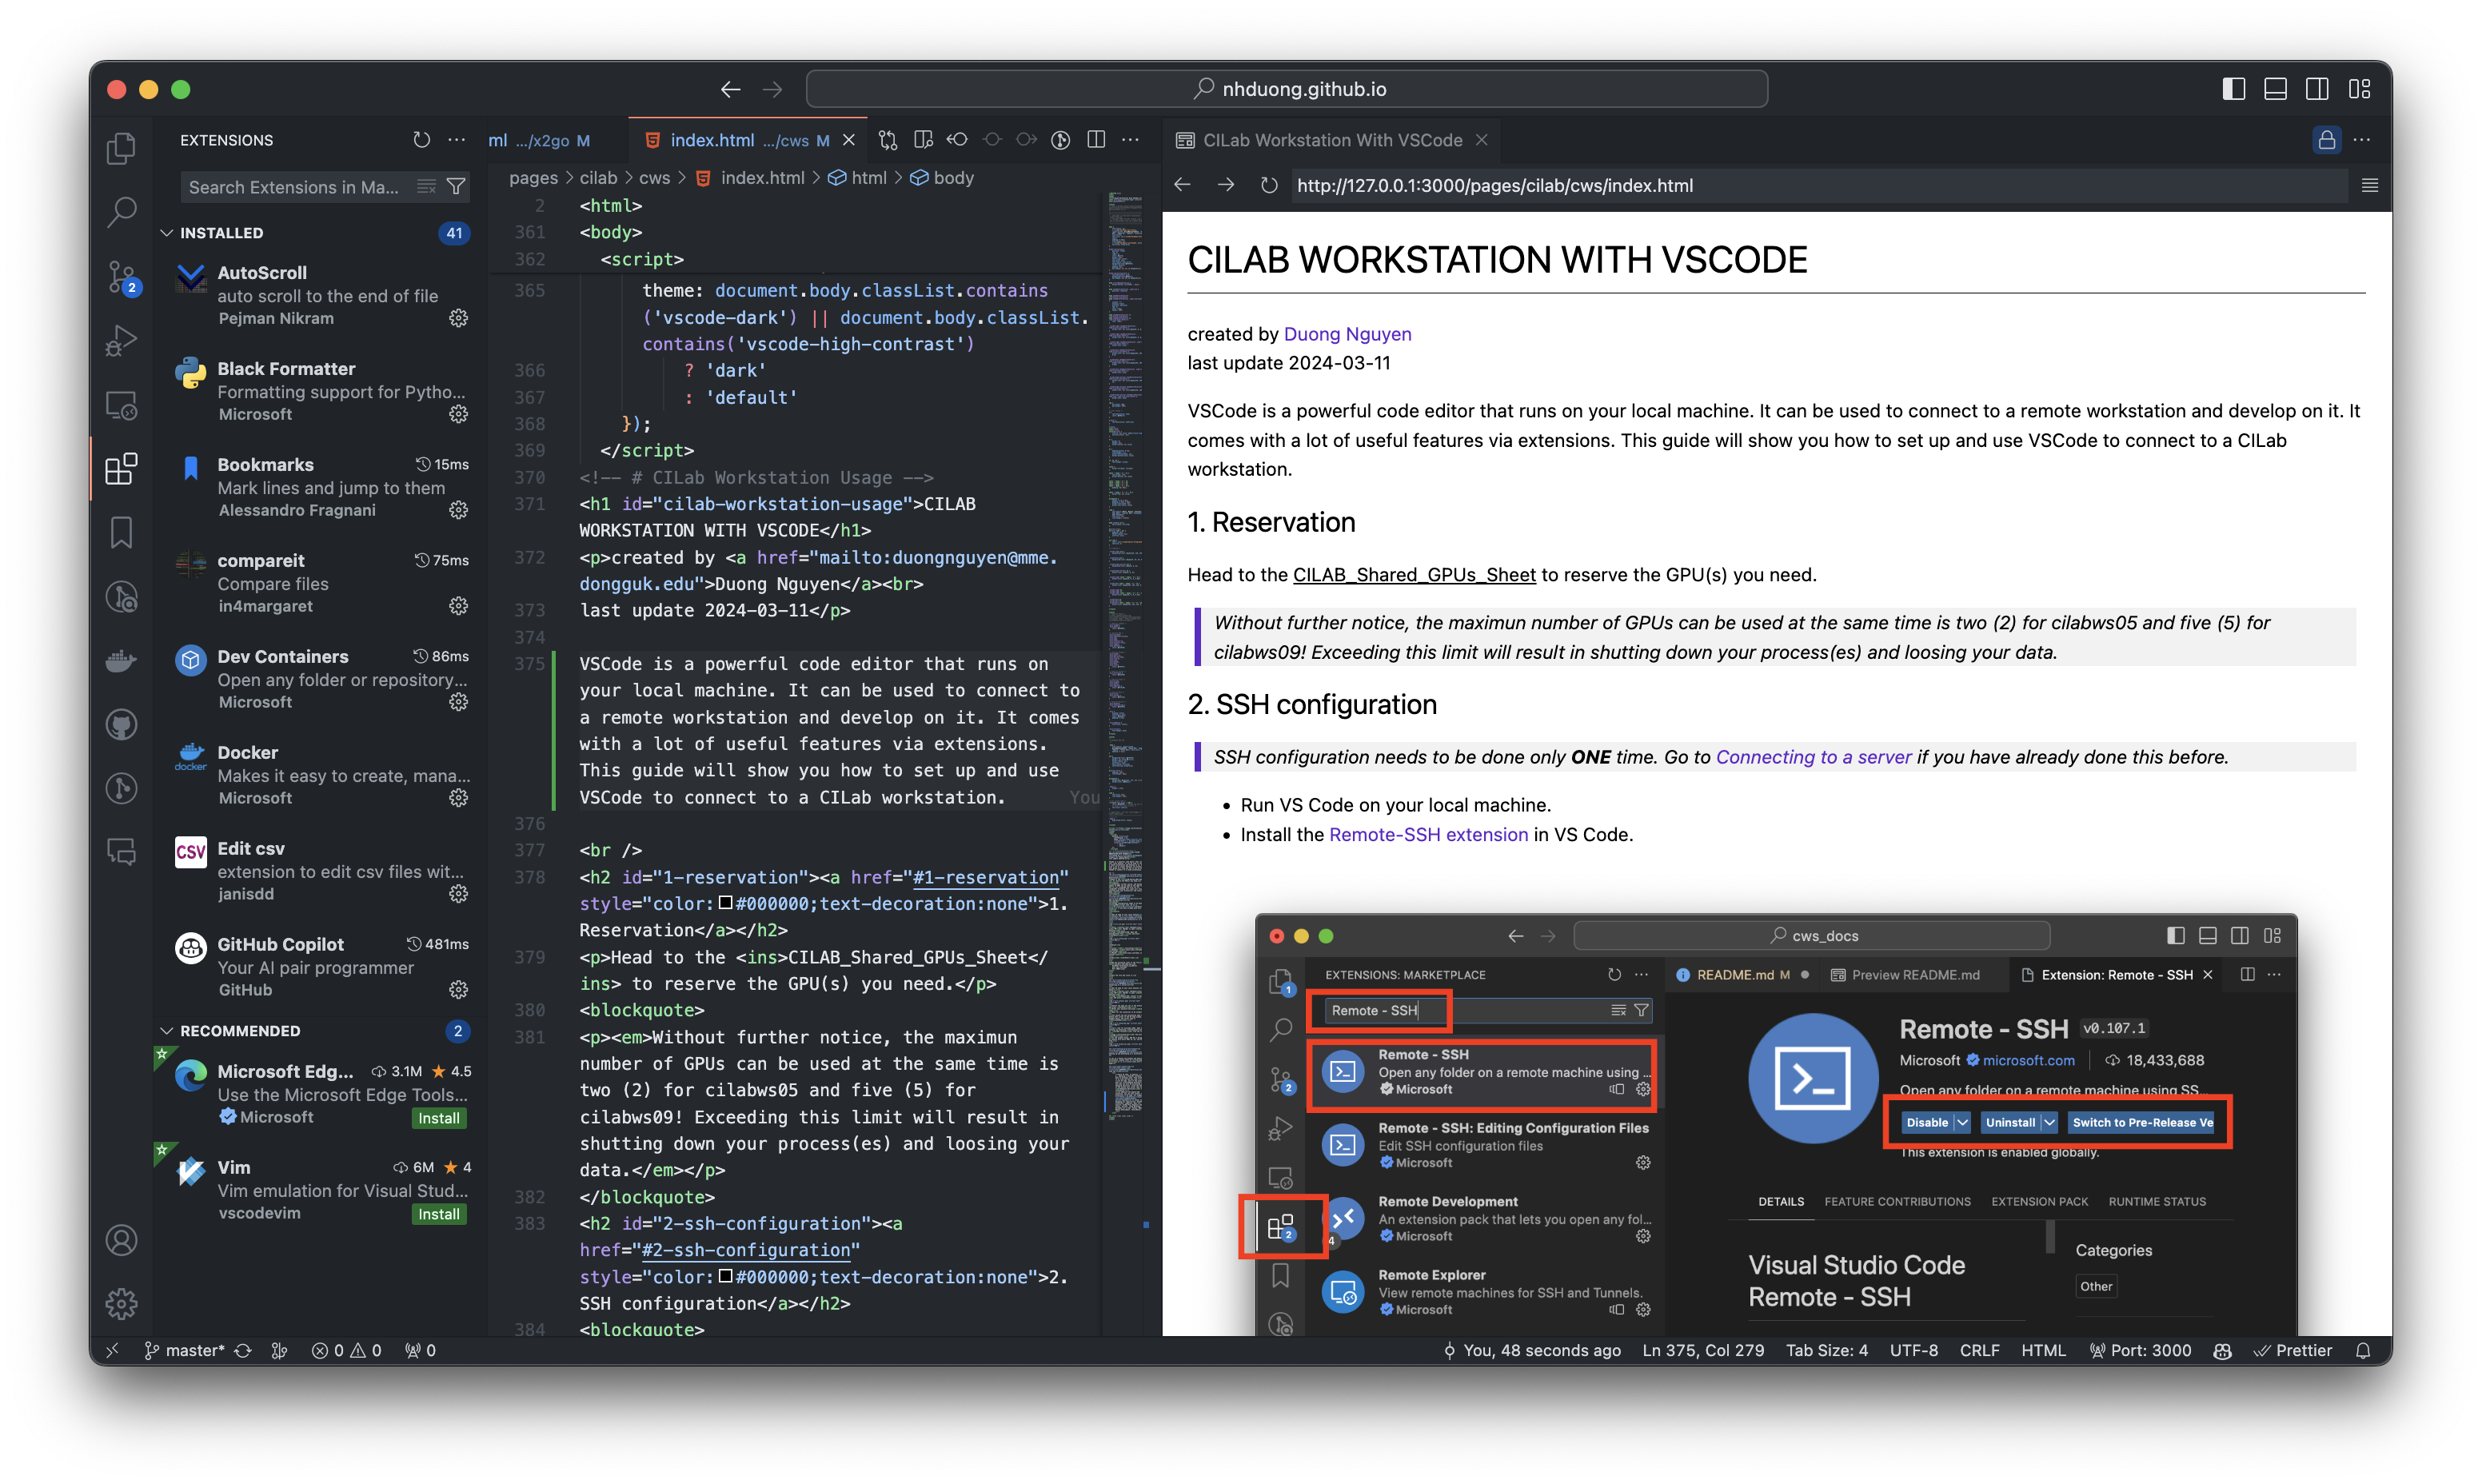 nhduong.github.io
EXTENSIONS
Search Extensions in Ma...
INSTALLED
41
AutoScroll
auto scroll to the end of file
Pejman Nikram
Black Formatter
Formatting support for Pytho...
Microsoft
Bookmarks
15ms
Mark lines and jump to them
Alessandro Fragnani
compareit
75ms
Compare files
in4margaret
Dev Containers
86ms
Open any folder or repository...
Microsoft
docker
Docker
Makes it easy to create, mana...
Microsoft
CSV
Edit csv
extension to edit csv files wit...
janisdd
GitHub Copilot
481ms
Your AI pair programmer
GitHub
RECOMMENDED
2
Microsoft Edg...
3.1M
4.5
Use the Microsoft Edge Tools...
Microsoft
Install
Vim
6M
4
Vim emulation for Visual Stud...
vscodevim
Install
2
ml .../x2go M
index.html .../cws M
pages > cilab > cws > index.html > html > body
2 <html>
361 <body>
362 <script>
365 theme: document.body.classList.contains
('vscode-dark') || document.body.classList.
contains('vscode-high-contrast')
366 ? 'dark'
367 : 'default'
368 });
369 </script>
370 <!-- # CILab Workstation Usage -->
371 <h1 id="cilab-workstation-usage">CILAB
WORKSTATION WITH VSCODE</h1>
372 <p>created by <a href="mailto:duongnguyen@mme.
dongguk.edu">Duong Nguyen</a><br>
373 last update 2024-03-11</p>
374
375 VSCode is a powerful code editor that runs on
your local machine. It can be used to connect to
a remote workstation and develop on it. It comes
with a lot of useful features via extensions.
This guide will show you how to set up and use
VSCode to connect to a CILab workstation. You
376
377 <br />
378 <h2 id="1-reservation"><a href="#1-reservation"
style="color:#000000;text-decoration:none">1.
Reservation</a></h2>
379 <p>Head to the <ins>CILAB_Shared_GPUs_Sheet</
ins> to reserve the GPU(s) you need.</p>
380 <blockquote>
381 <p><em>Without further notice, the maximun
number of GPUs can be used at the same time is
two (2) for cilabws05 and five (5) for
cilabws09! Exceeding this limit will result in
shutting down your process(es) and loosing your
data.</em></p>
382 </blockquote>
383 <h2 id="2-ssh-configuration"><a
href="#2-ssh-configuration"
style="color:#000000;text-decoration:none">2.
SSH configuration</a></h2>
384 <blockquote>
CILab Workstation With VSCode
http://127.0.0.1:3000/pages/cilab/cws/index.html
CILAB WORKSTATION WITH VSCODE
created by Duong Nguyen
last update 2024-03-11
VSCode is a powerful code editor that runs on your local machine. It can be used to connect to a remote workstation and develop on it. It
comes with a lot of useful features via extensions. This guide will show you how to set up and use VSCode to connect to a CILab
workstation.
1. Reservation
Head to the CILAB_Shared_GPUs_Sheet to reserve the GPU(s) you need.
Without further notice, the maximun number of GPUs can be used at the same time is two (2) for cilabws05 and five (5) for
cilabws09! Exceeding this limit will result in shutting down your process(es) and loosing your data.
2. SSH configuration
SSH configuration needs to be done only ONE time. Go to Connecting to a server if you have already done this before.
• Run VS Code on your local machine.
• Install the Remote-SSH extension in VS Code.
cws_docs
1
2
2
EXTENSIONS: MARKETPLACE
Remote - SSH
Remote - SSH
Open any folder on a remote machine using ...
Microsoft
Remote - SSH: Editing Configuration Files
Edit SSH configuration files
Microsoft
Remote Development
An extension pack that lets you open any fol...
4
Microsoft
Remote Explorer
View remote machines for SSH and Tunnels.
Microsoft
README.md M
Preview README.md
Extension: Remote - SSH
Remote - SSH v0.107.1
Microsoft microsoft.com 18,433,688
Open any folder on a remote machine using SS...
Disable
Uninstall
Switch to Pre-Release Ve
This extension is enabled globally.
DETAILS FEATURE CONTRIBUTIONS EXTENSION PACK RUNTIME STATUS
Visual Studio Code
Remote - SSH
Categories
Other
master* 0 0 0
You, 48 seconds ago Ln 375, Col 279 Tab Size: 4 UTF-8 CRLF HTML Port: 3000 Prettier